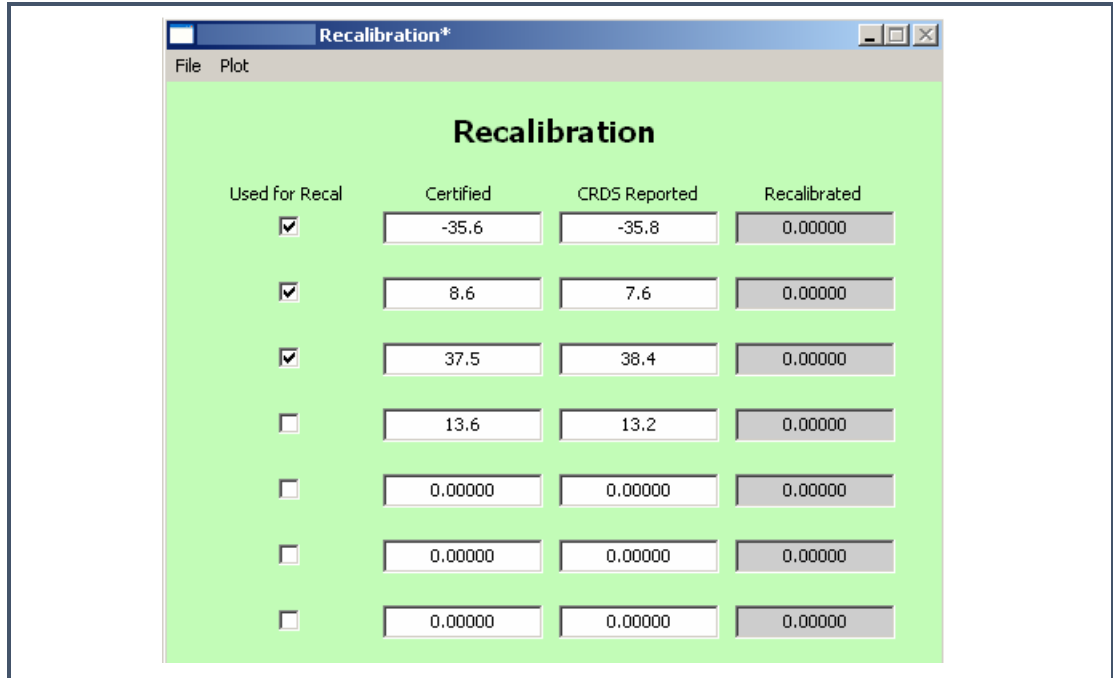 Recalibration*
File Plot
Recalibration
Used for Recal Certified CRDS Reported Recalibrated
-35.6 -35.8 0.00000
8.6 7.6 0.00000
37.5 38.4 0.00000
13.6 13.2 0.00000
0.00000 0.00000 0.00000
0.00000 0.00000 0.00000
0.00000 0.00000 0.00000